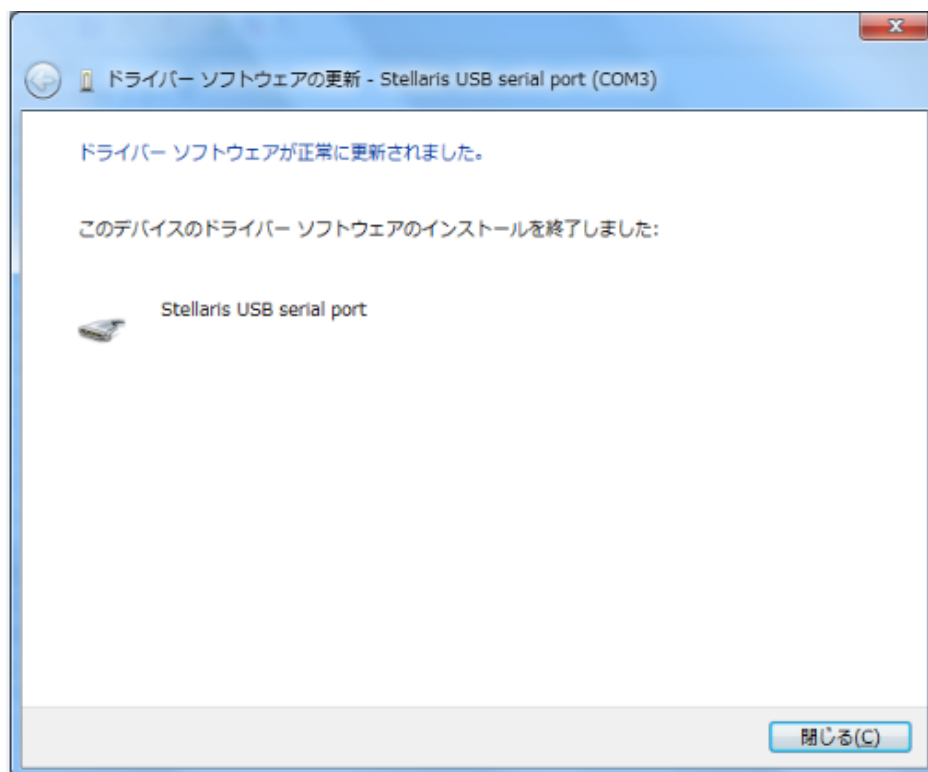 ドライバー ソフトウェアの更新 - Stellaris USB serial port (COM3)
ドライバー ソフトウェアが正常に更新されました。
このデバイスのドライバー ソフトウェアのインストールを終了しました:
Stellaris USB serial port
閉じる(C)